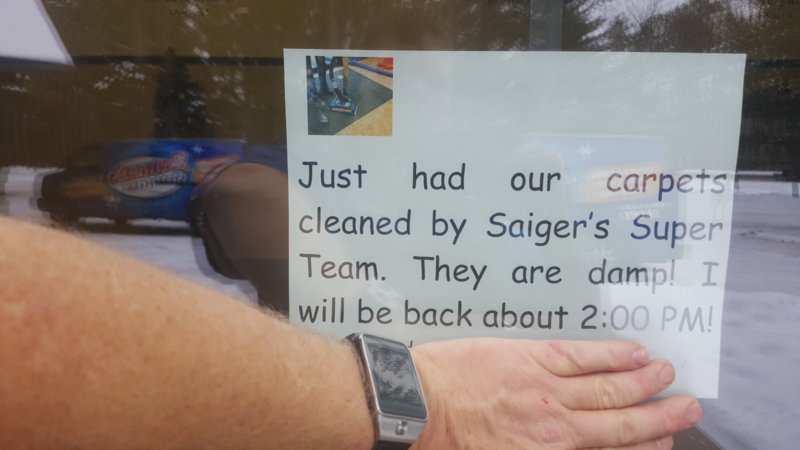 Just had our carpets
cleaned by Saiger's Super
Team. They are damp! I
will be back about 2:00 PM!